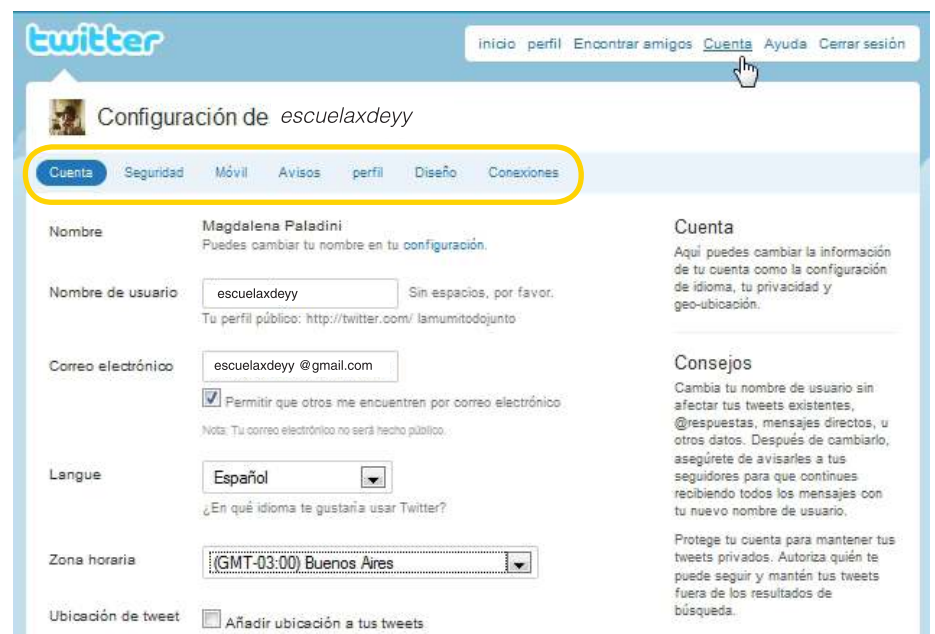 twitter
inicio perfil Encontrar amigos Cuenta Ayuda Cerrar sesión
Configuración de escuelaxdeyy
Cuenta Seguridad Móvil Avisos perfil Diseño Conexiones
Nombre
Magdalena Paladini
Puedes cambiar tu nombre en tu configuración.
Nombre de usuario
escuelaxdeyy
Sin espacios, por favor.
Tu perfil público: http://twitter.com/ lamumitodojunto
Correo electrónico
escuelaxdeyy @gmail.com
Permitir que otros me encuentren por correo electrónico
Nota: Tu correo electrónico no será hecho público.
Langue
Español
¿En qué idioma te gustaría usar Twitter?
Zona horaria
(GMT-03:00) Buenos Aires
Ubicación de tweet
Añadir ubicación a tus tweets
Cuenta
Aquí puedes cambiar la información
de tu cuenta como la configuración
de idioma, tu privacidad y
geo-ubicación.
Consejos
Cambia tu nombre de usuario sin
afectar tus tweets existentes,
@respuestas, mensajes directos, u
otros datos. Después de cambiarlo,
asegúrete de avisarles a tus
seguidores para que continues
recibiendo todos los mensajes con
tu nuevo nombre de usuario.
Protege tu cuenta para mantener tus
tweets privados. Autoriza quién te
puede seguir y mantén tus tweets
fuera de los resultados de
búsqueda.